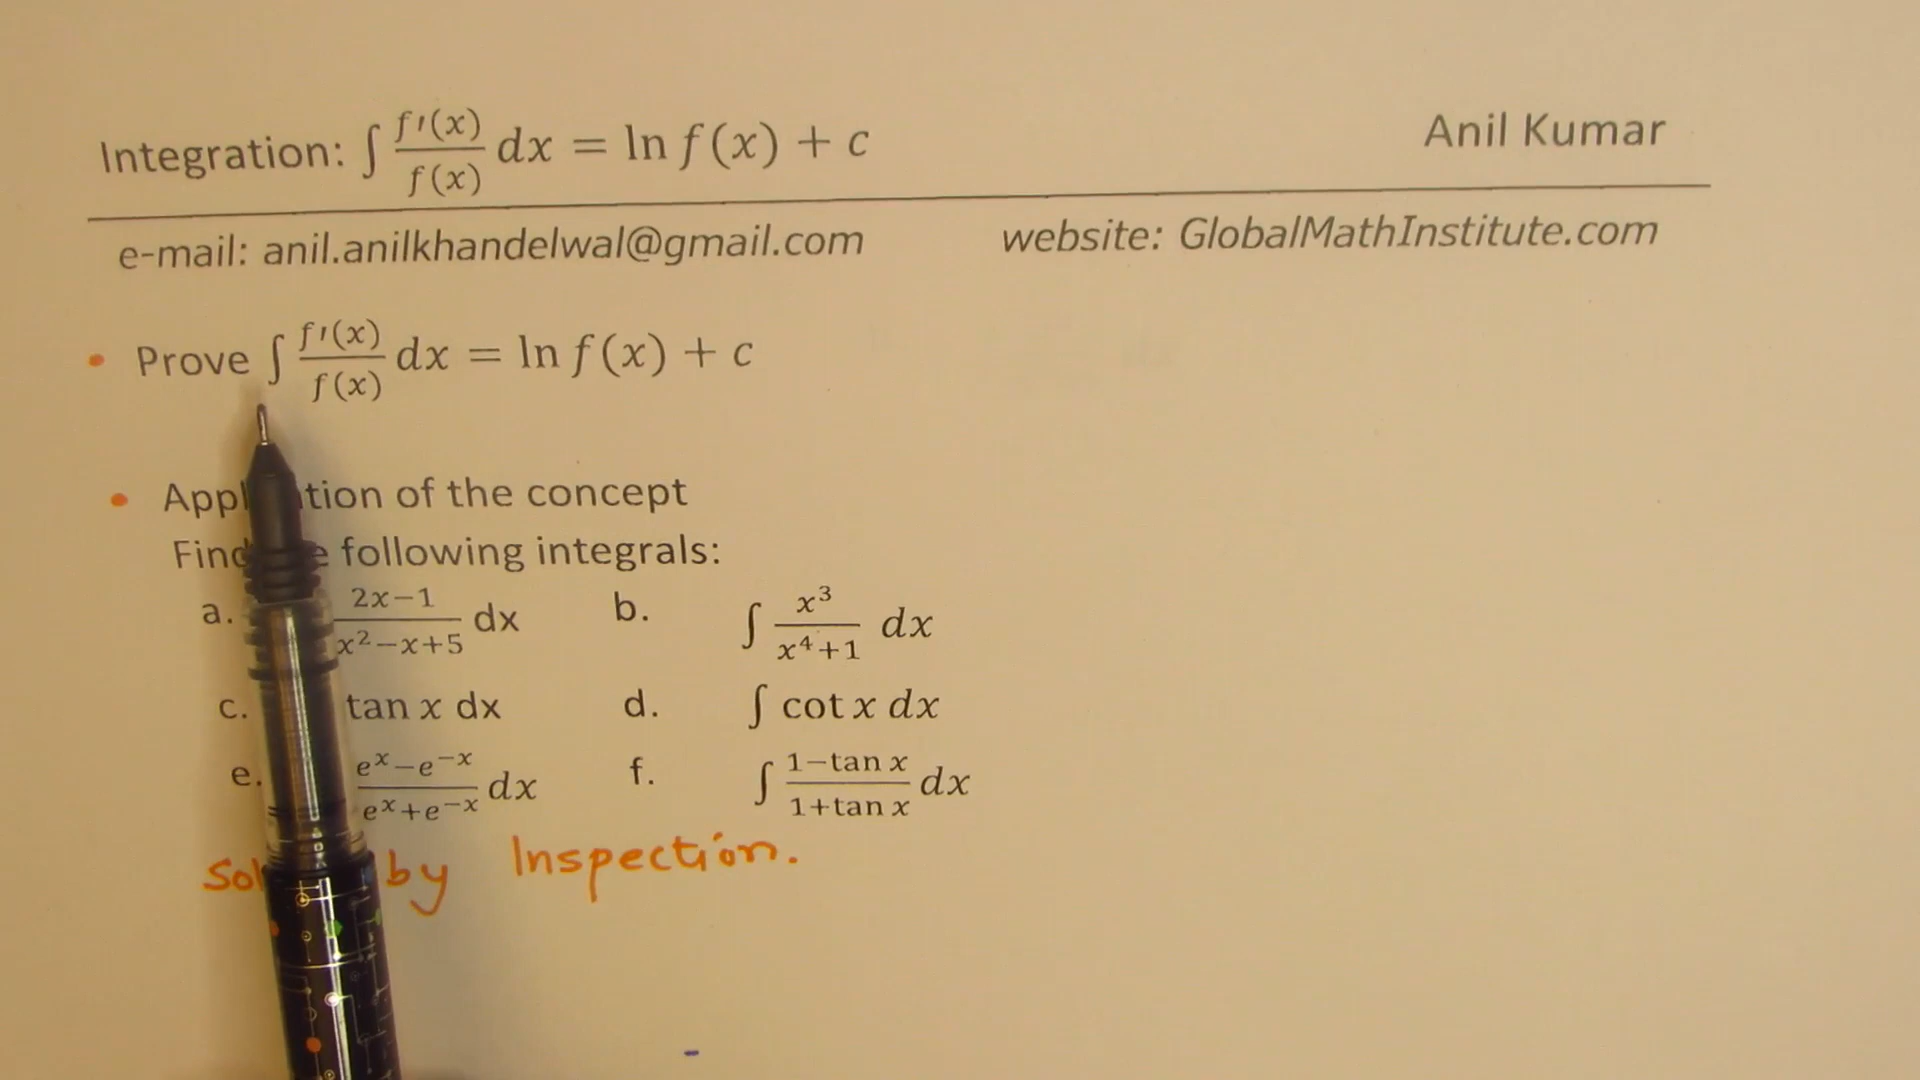 Integration: ∫ f′(x)/f(x) dx = ln f(x) + c
Anil Kumar
e-mail: anil.anilkhandelwal@gmail.com
website: GlobalMathInstitute.com
• Prove ∫ f′(x)/f(x) dx = ln f(x) + c
• App tion of the concept
Find e following integrals:
a. 2x−1/x²−x+5 dx b. ∫ x³/x⁴+1 dx
c. tan x dx d. ∫ cot x dx
e. eˣ−e⁻ˣ/eˣ+e⁻ˣ dx f. ∫ 1−tan x/1+tan x dx
Sol by Inspection.